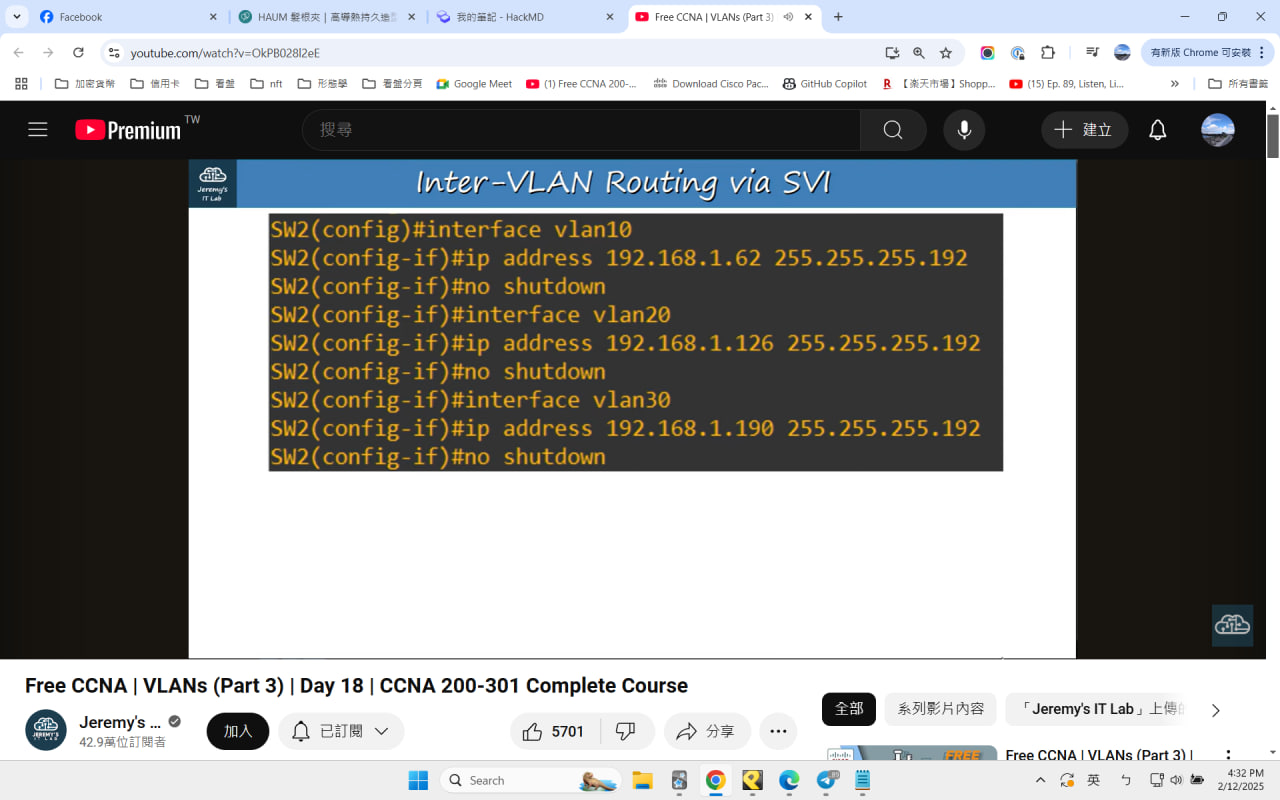 Facebook
HAUM 鬆根夾 | 高導熱持久造型
我的筆記 - HackMD
Free CCNA | VLANs (Part 3)
youtube.com/watch?v=OkPB028l2eE
有新版 Chrome 可安裝
加密貨幣
信用卡
看盤
nft
形態學
看盤分頁
Google Meet
(1) Free CCNA 200-...
Download Cisco Pac...
GitHub Copilot
【楽天市場】Shopp...
(15) Ep. 89, Listen, Li...
所有書籤
Premium TW
搜尋
建立
Jeremy's
IT Lab
Inter-VLAN Routing via SVI
SW2(config)#interface vlan10
SW2(config-if)#ip address 192.168.1.62 255.255.255.192
SW2(config-if)#no shutdown
SW2(config-if)#interface vlan20
SW2(config-if)#ip address 192.168.1.126 255.255.255.192
SW2(config-if)#no shutdown
SW2(config-if)#interface vlan30
SW2(config-if)#ip address 192.168.1.190 255.255.255.192
SW2(config-if)#no shutdown
Free CCNA | VLANs (Part 3) | Day 18 | CCNA 200-301 Complete Course
Jeremy's ...
42.9萬位訂閱者
加入
已訂閱
5701
分享
全部
系列影片內容
「Jeremy's IT Lab」上傳的
FREE
Free CCNA | VLANs (Part 3) |
Search
89
英
4:32 PM
2/12/2025